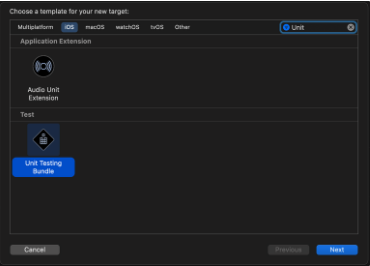 Choose a template for your new target:
Multiplatform iOS macOS watchOS tvOS Other Unit
Application Extension
Audio Unit
Extension
Test
Unit Testing
Bundle
Cancel Previous Next